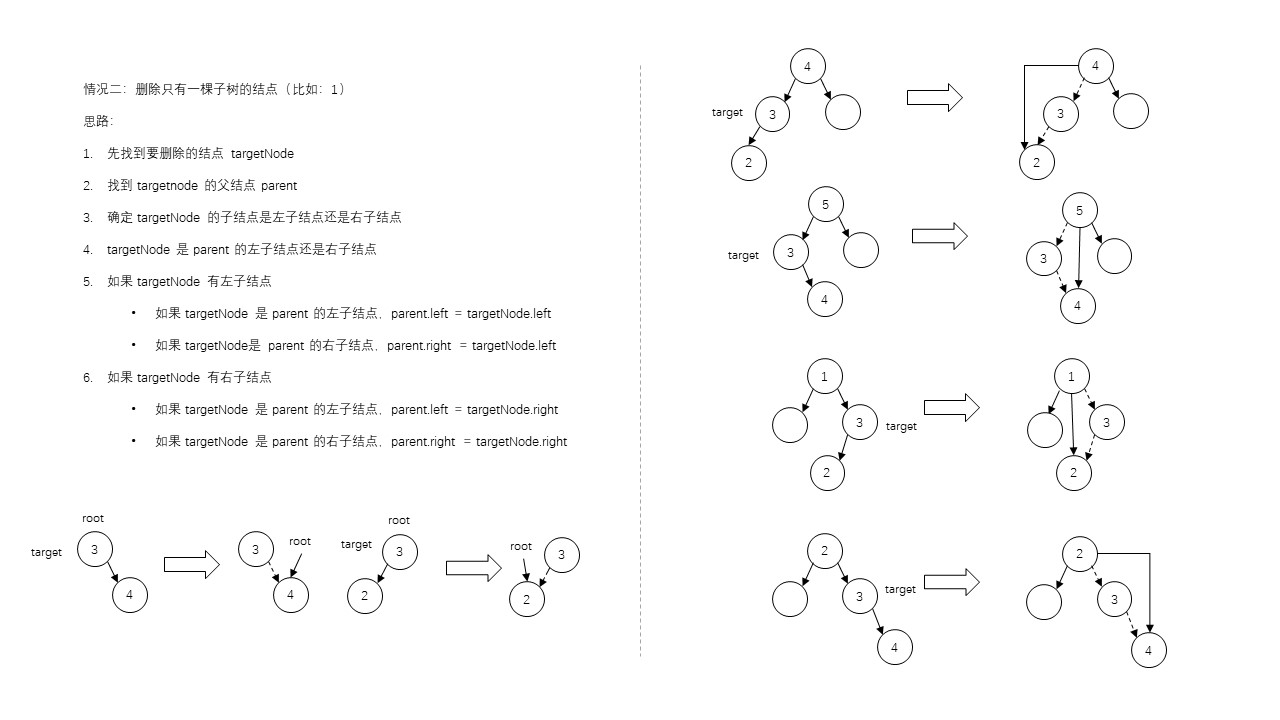 情况二：删除只有一棵子树的结点（比如：1）
思路：
1. 先找到要删除的结点 targetNode
2. 找到 targetnode 的父结点 parent
3. 确定 targetNode 的子结点是左子结点还是右子结点
4. targetNode 是 parent 的左子结点还是右子结点
5. 如果 targetNode 有左子结点
• 如果 targetNode 是 parent 的左子结点，parent.left = targetNode.left
• 如果 targetNode是 parent 的右子结点，parent.right = targetNode.left
6. 如果 targetNode 有右子结点
• 如果 targetNode 是 parent 的左子结点，parent.left = targetNode.right
• 如果 targetNode 是 parent 的右子结点，parent.right = targetNode.right
root
target
3
4
3
root
4
root
target
3
2
root
3
2
4
target
3
2
4
3
2
5
target
3
4
5
3
4
1
3
target
2
1
3
2
2
3
target
4
2
3
4